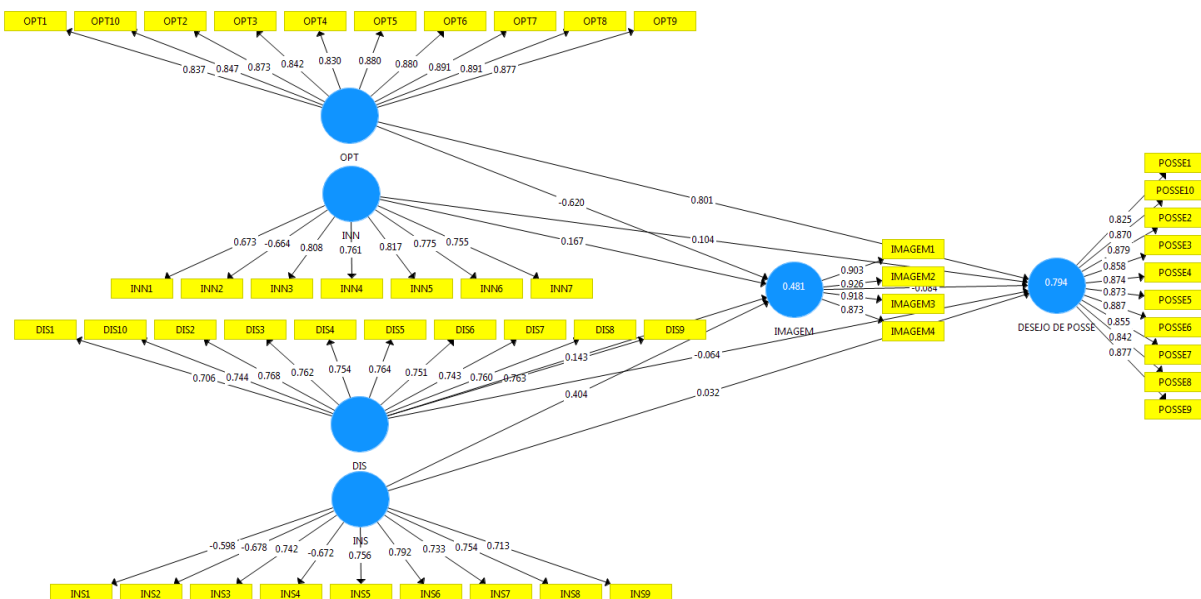 OPT1 OPT10 OPT2 OPT3 OPT4 OPT5 OPT6 OPT7 OPT8 OPT9
0.837 0.847 0.873 0.842 0.830 0.880 0.880 0.891 0.891 0.877
OPT
INN
0.673 -0.664 0.808 0.761 0.817 0.775 0.755
INN1 INN2 INN3 INN4 INN5 INN6 INN7
DIS1 DIS10 DIS2 DIS3 DIS4 DIS5 DIS6 DIS7 DIS8 DIS9
0.706 0.744 0.768 0.762 0.754 0.764 0.751 0.743 0.760 0.763
DIS
INS
-0.598 -0.678 0.742 -0.672 0.756 0.792 0.733 0.754 0.713
INS1 INS2 INS3 INS4 INS5 INS6 INS7 INS8 INS9
0.801
-0.620
0.104
0.167
0.143
-0.064
0.404
0.032
0.481
IMAGEM
0.903
0.926
-0.084
0.918
0.873
IMAGEM1
IMAGEM2
IMAGEM3
IMAGEM4
0.794
DESEJO DE POSSE
0.825
0.870
0.879
0.858
0.874
0.873
0.887
0.855
0.842
0.877
POSSE1
POSSE10
POSSE2
POSSE3
POSSE4
POSSE5
POSSE6
POSSE7
POSSE8
POSSE9